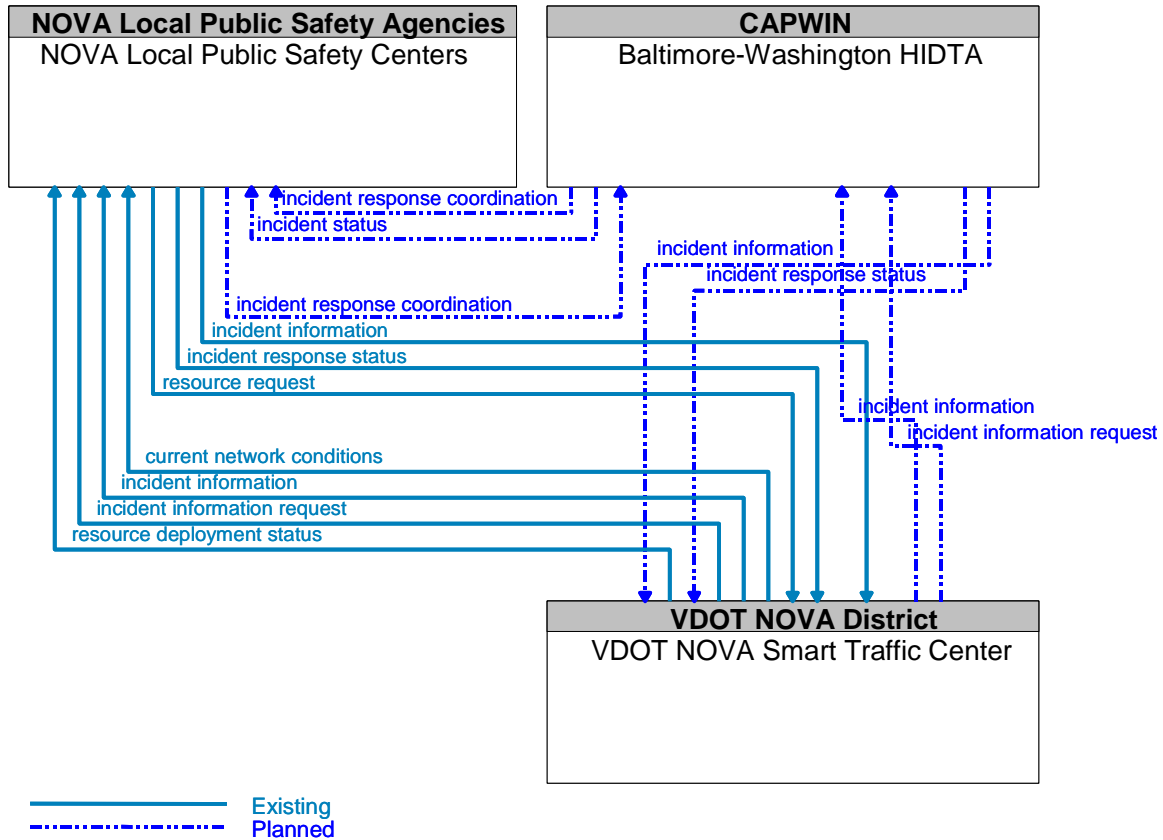 NOVA Local Public Safety Agencies
NOVA Local Public Safety Centers
CAPWIN
Baltimore-Washington HIDTA
incident response coordination
incident status
incident information
incident response status
incident response coordination
incident information
incident response status
resource request
incident information
incident information request
current network conditions
incident information
incident information request
resource deployment status
VDOT NOVA District
VDOT NOVA Smart Traffic Center
Existing
Planned